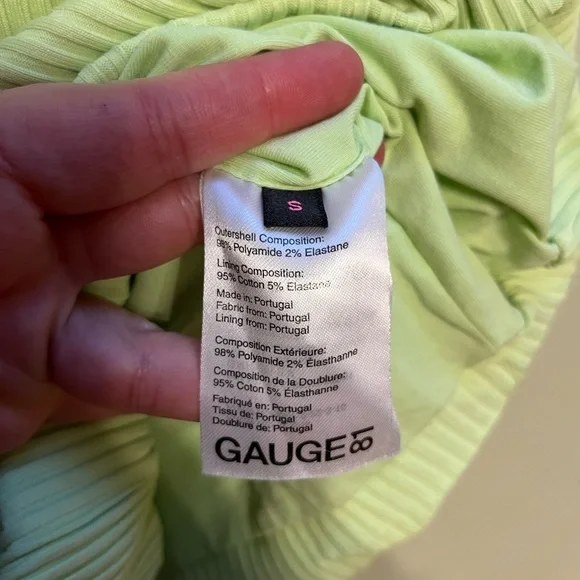 S
Outershell Composition:
98% Polyamide 2% Elastane
Lining Composition:
95% Cotton 5% Elastane
Made in: Portugal
Fabric from: Portugal
Lining from: Portugal
Composition Extérieure:
98% Polyamide 2% Élasthanne
Composition de la Doublure:
95% Coton 5% Élasthanne
Fabriqué en: Portugal
Tissu de: Portugal
Doublure de: Portugal
GAUGE81